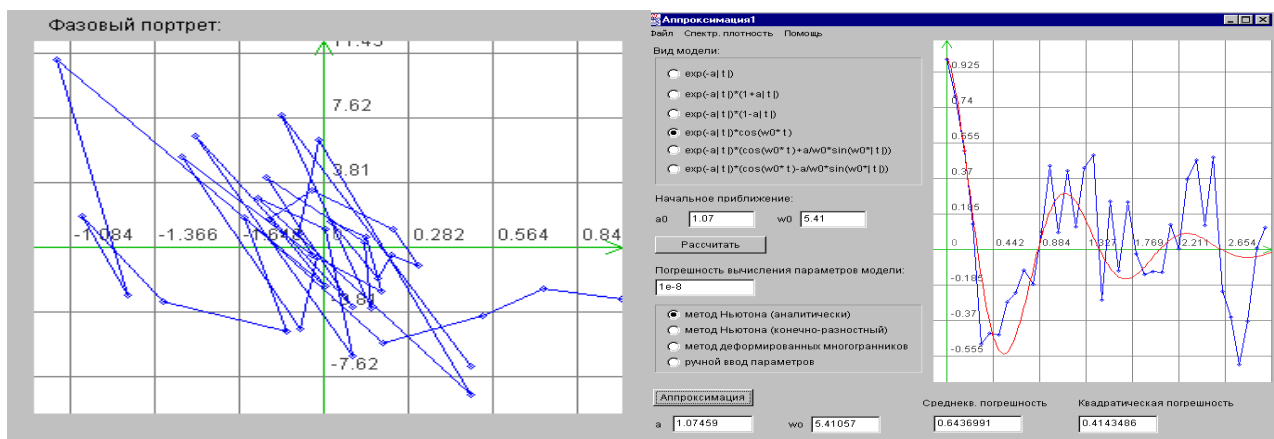 Фазовый портрет:
11.43
7.62
3.81
-1.084 -1.366 -1.648 0 0.282 0.564 0.84
-3.81
-7.62
Аппроксимация1
Файл Спектр. плотность Помощь
Вид модели:
exp(-a|t|)
exp(-a|t|)*(1+a|t|)
exp(-a|t|)*(1-a|t|)
exp(-a|t|)*cos(w0*t)
exp(-a|t|)*(cos(w0*t)+a/w0*sin(w0*|t|))
exp(-a|t|)*(cos(w0*t)-a/w0*sin(w0*|t|))
Начальное приближение:
a0 1.07 w0 5.41
Рассчитать
Погрешность вычисления параметров модели:
1e-8
метод Ньютона (аналитически)
метод Ньютона (конечно-разностный)
метод деформированных многогранников
ручной ввод параметров
Аппроксимация
a 1.07459 wo 5.41057
0.925
0.74
0.555
0.37
0.185
0 0.442 0.884 1.327 1.769 2.211 2.654
-0.185
-0.37
-0.555
Среднекв. погрешность Квадратическая погрешность
0.6436991 0.4143486